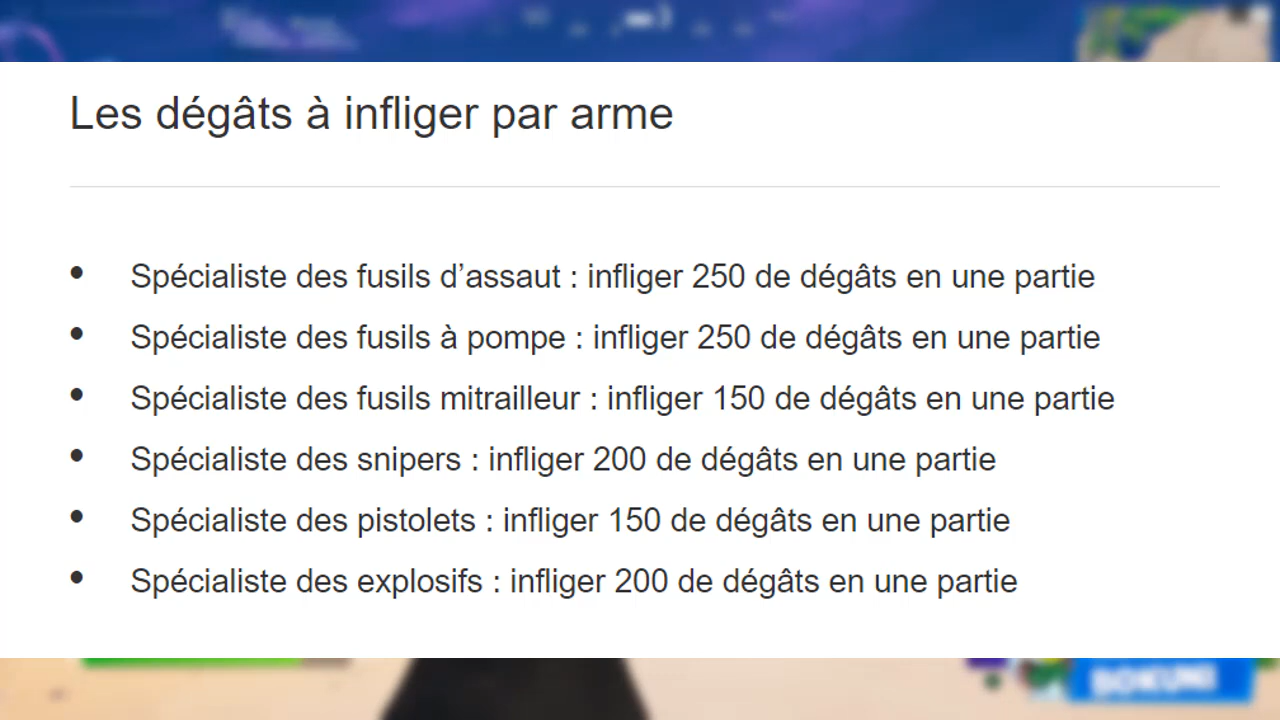 Les dégâts à infliger par arme
• Spécialiste des fusils d’assaut : infliger 250 de dégâts en une partie
• Spécialiste des fusils à pompe : infliger 250 de dégâts en une partie
• Spécialiste des fusils mitrailleur : infliger 150 de dégâts en une partie
• Spécialiste des snipers : infliger 200 de dégâts en une partie
• Spécialiste des pistolets : infliger 150 de dégâts en une partie
• Spécialiste des explosifs : infliger 200 de dégâts en une partie